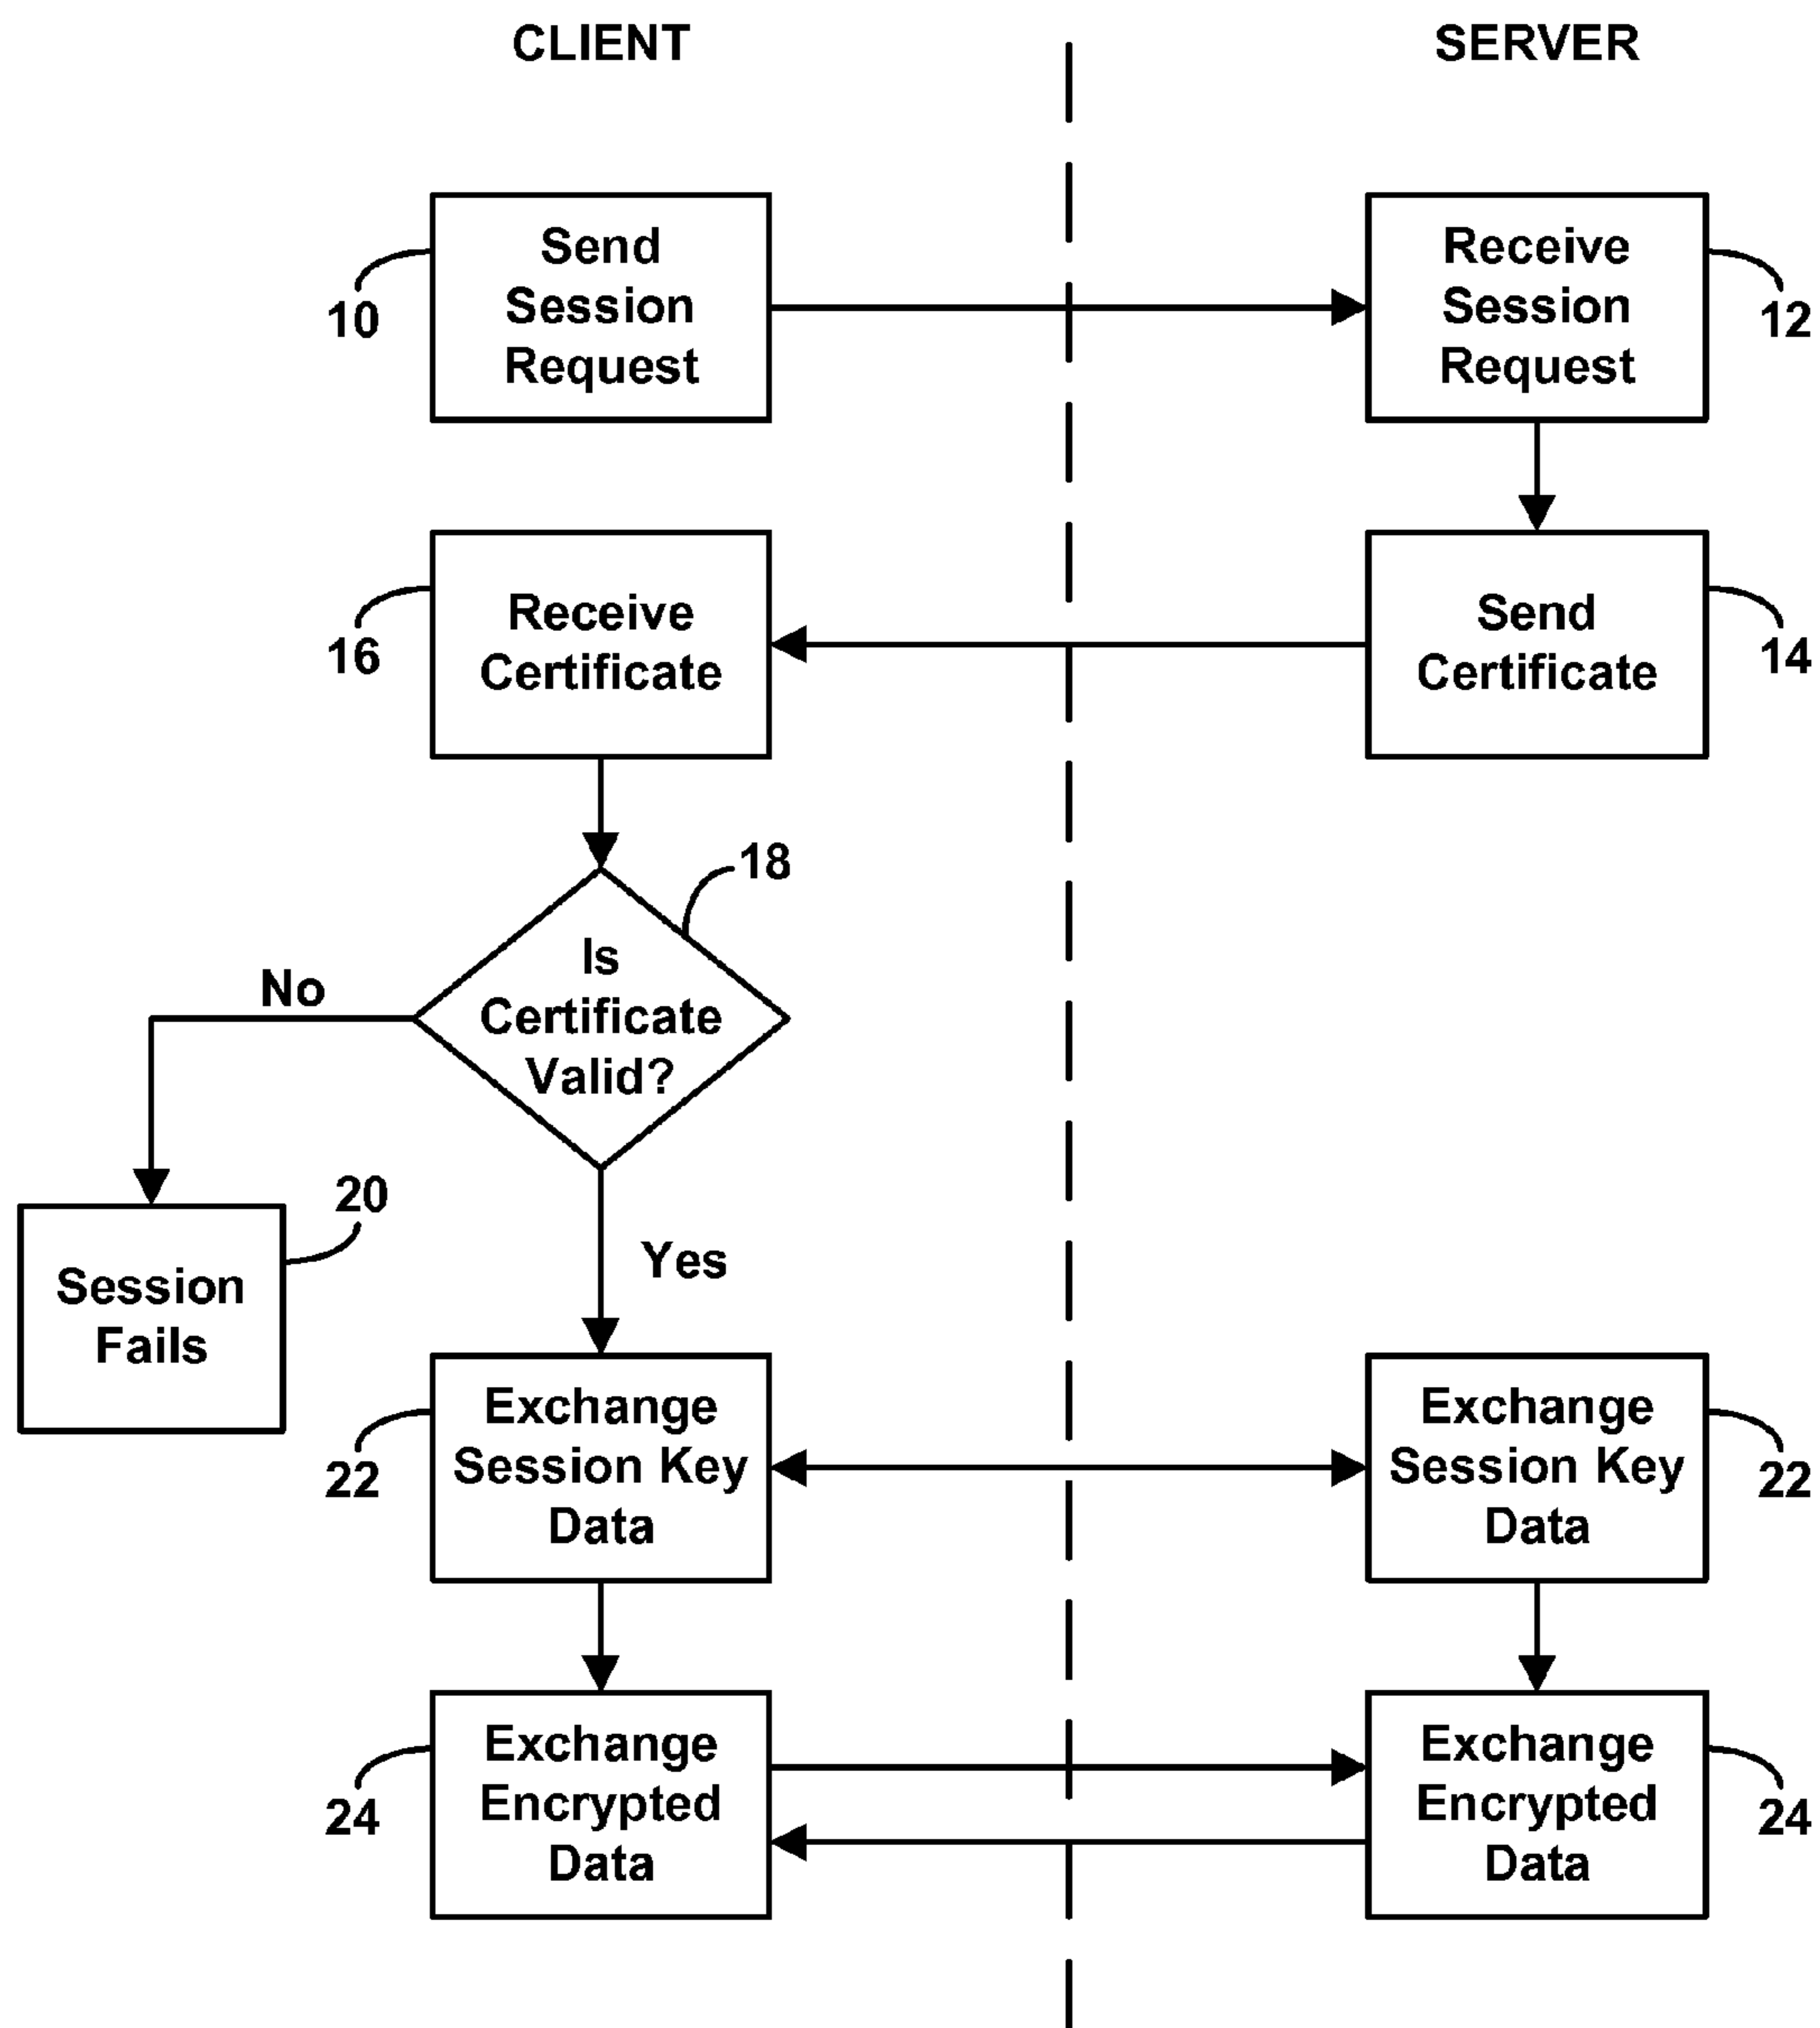 CLIENT
SERVER
Send
Session
Request
10
Receive
Session
Request
12
Receive
Certificate
16
Send
Certificate
14
18
Is
Certificate
Valid?
No
Yes
20
Session
Fails
Exchange
Session Key
Data
22
Exchange
Session Key
Data
22
Exchange
Encrypted
Data
24
Exchange
Encrypted
Data
24